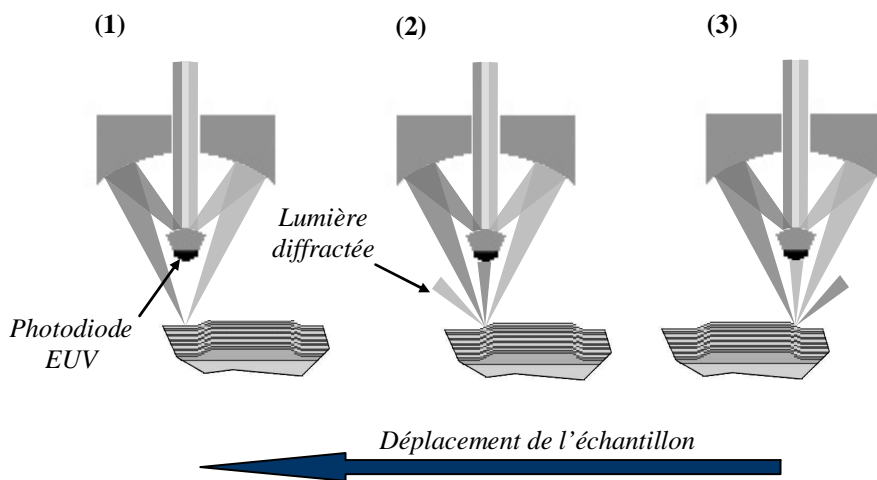 (1)
(2)
(3)
Lumière
diffractée
Photodiode
EUV
Déplacement de l’échantillon